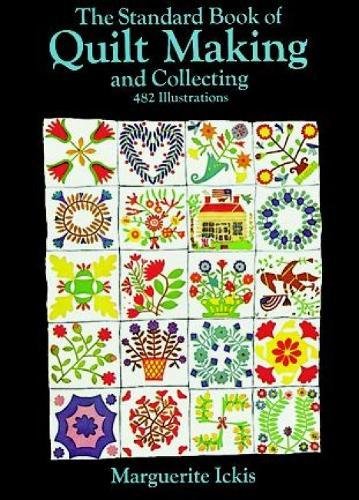 The Standard Book of
Quilt Making
and Collecting
482 Illustrations
Marguerite Ickis